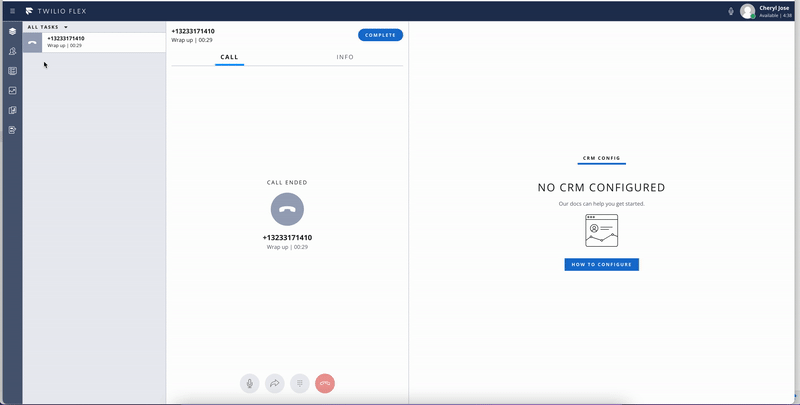 TWILIO FLEX
Cheryl Jose
Available | 4:38
ALL TASKS
+13233171410
Wrap up | 00:29
+13233171410
Wrap up | 00:29
COMPLETE
CALL
INFO
CALL ENDED
+13233171410
Wrap up | 00:29
CRM CONFIG
NO CRM CONFIGURED
Our docs can help you get started.
HOW TO CONFIGURE